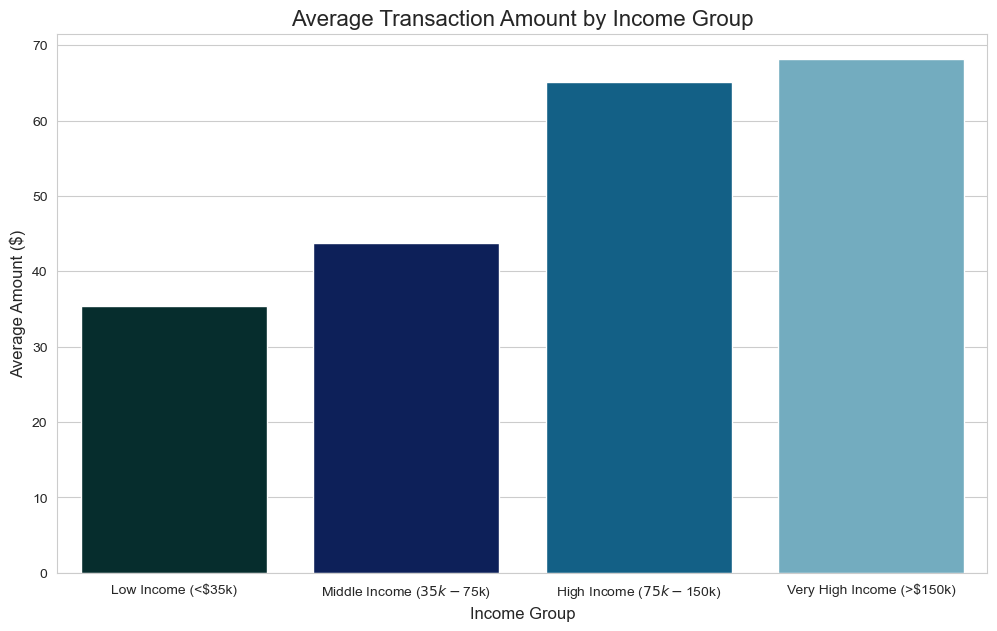 Average Transaction Amount by Income Group
Average Amount ($)
70
60
50
40
30
20
10
0
Low Income (<$35k)
Middle Income (35k − 75k)
High Income (75k − 150k)
Very High Income (>$150k)
Income Group